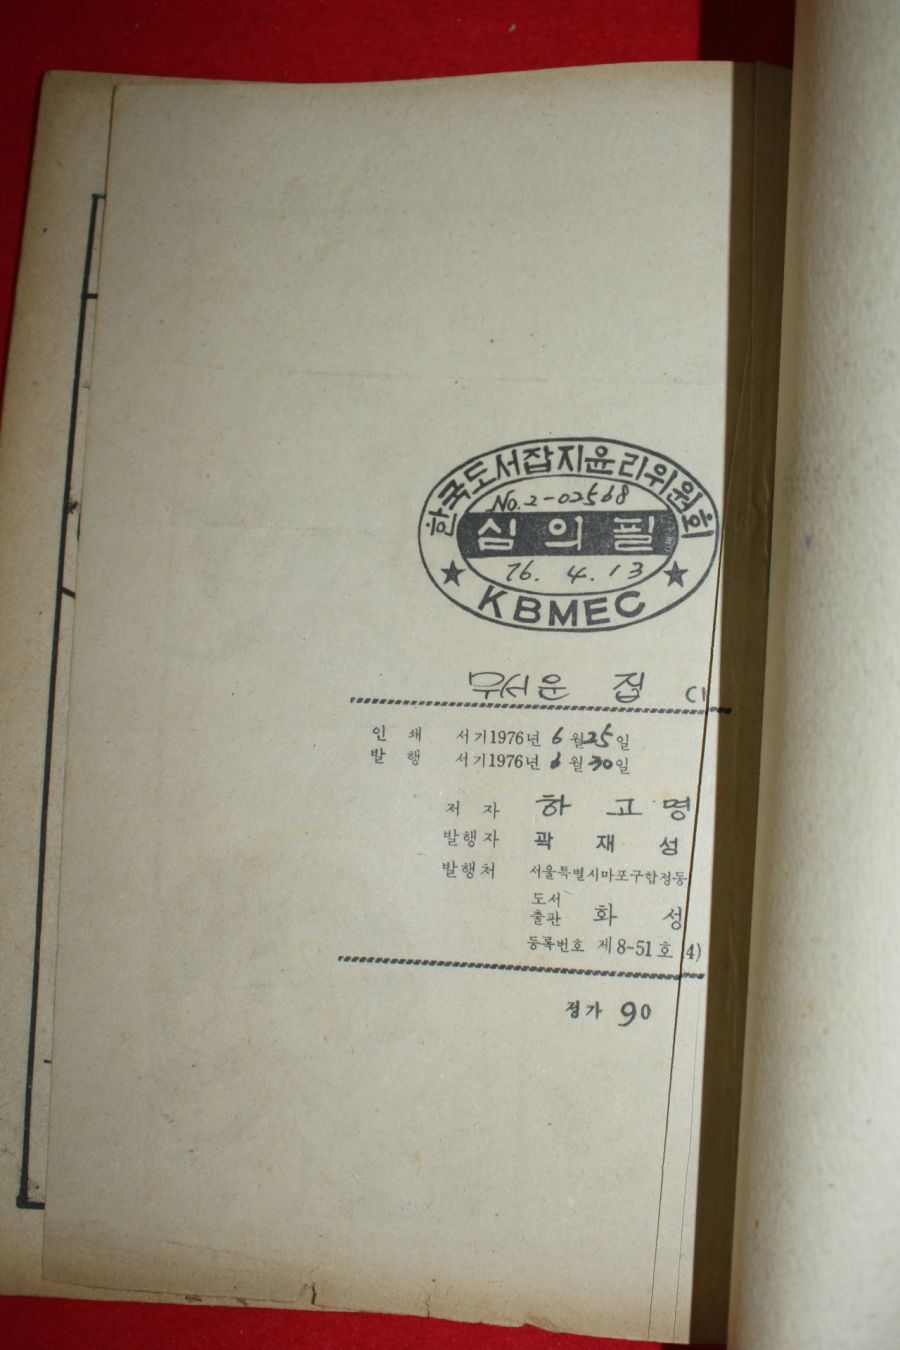 한국도서잡지윤리위원회
No. 2-02568
심의필
76. 4. 13
KBMEC
집
인쇄 서기1976년 6월25일
발행 서기1976년 6월30일
저자 하고명
발행자 곽재성
발행처 서울특별시마포구합정동
도서
출판 화성
등록번호 제8-51호 4)
정가 90